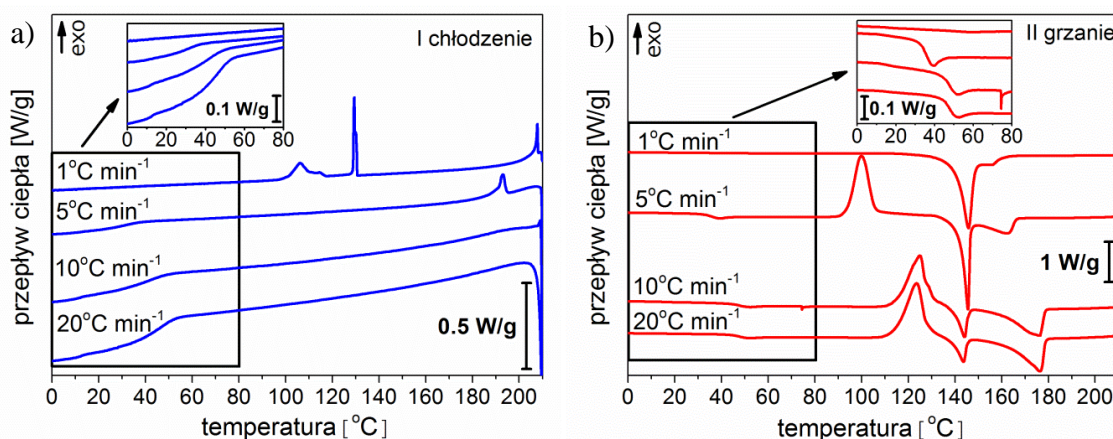 a)
exo
I chłodzenie
0.1 W/g
0 20 40 60 80
1°C min⁻¹
5°C min⁻¹
10°C min⁻¹
20°C min⁻¹
0.5 W/g
przepływ ciepła [W/g]
0 20 40 60 80 100 120 140 160 180 200
temperatura [°C]
b)
exo
II grzanie
0.1 W/g
0 20 40 60 80
1°C min⁻¹
5°C min⁻¹
10°C min⁻¹
20°C min⁻¹
1 W/g
przepływ ciepła [W/g]
0 20 40 60 80 100 120 140 160 180 200
temperatura [°C]